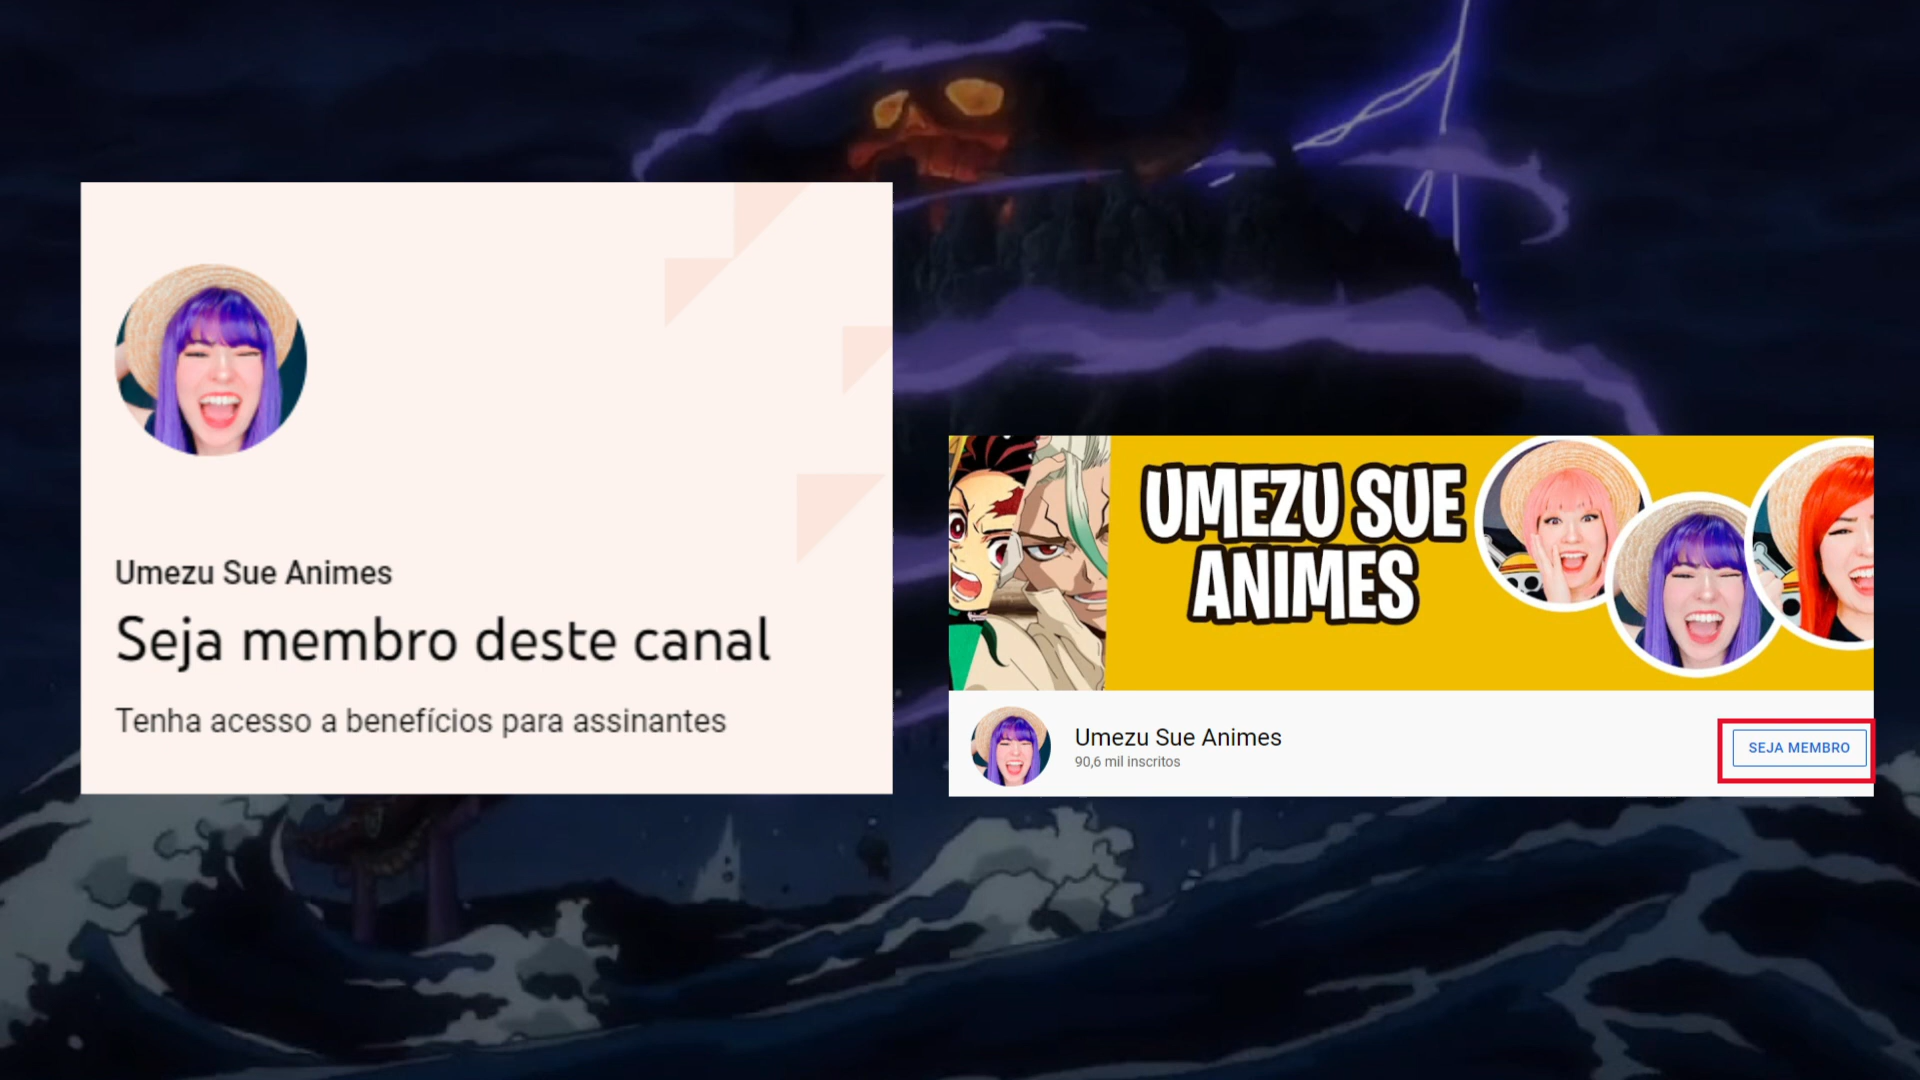 Umezu Sue Animes
Seja membro deste canal
Tenha acesso a benefícios para assinantes
UMEZU SUE
ANIMES
Umezu Sue Animes
90,6 mil inscritos
SEJA MEMBRO